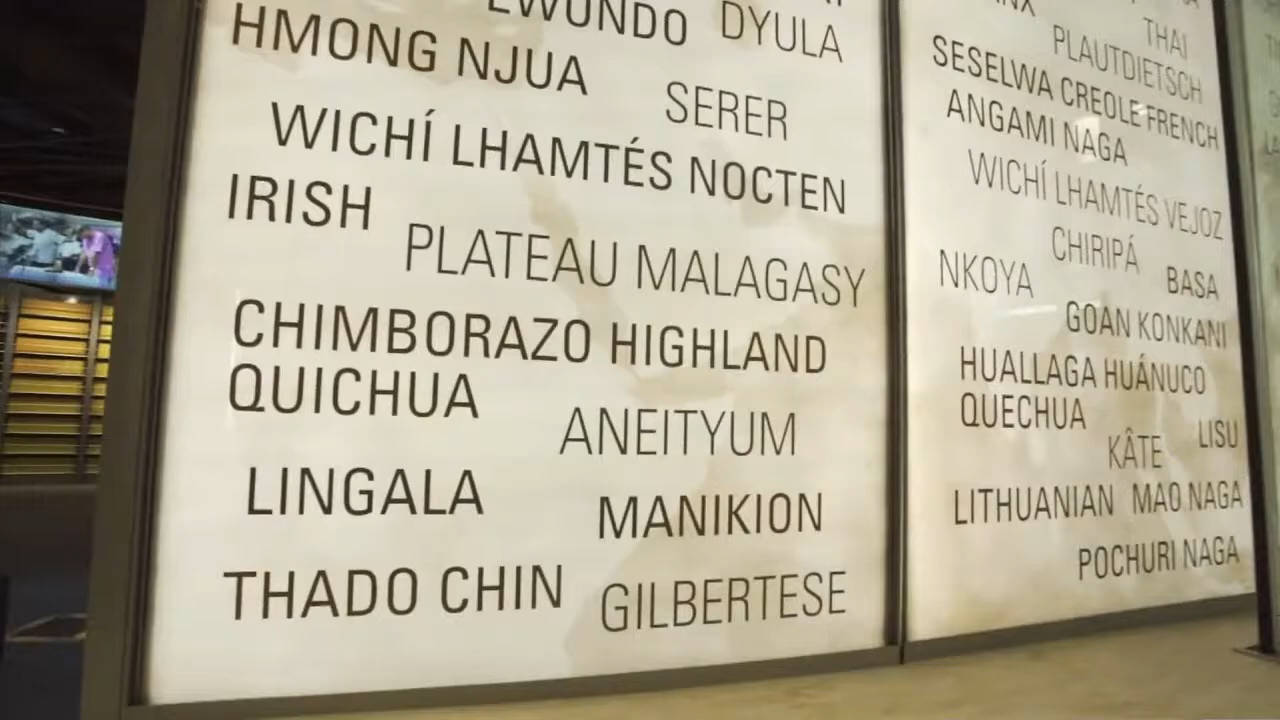 EWONDO
DYULA
HMONG NJUA
SERER
WICHÍ LHAMTÉS NOCTEN
IRISH
PLATEAU MALAGASY
CHIMBORAZO HIGHLAND
QUICHUA
ANEITYUM
LINGALA
MANIKION
THADO CHIN
GILBERTESE
THAI
PLAUTDIETSCH
SESELWA CREOLE FRENCH
ANGAMI NAGA
WICHÍ LHAMTÉS VEJOZ
CHIRIPÁ
NKOYA
BASA
GOAN KONKANI
HUALLAGA HUÁNUCO
QUECHUA
LISU
KÂTE
LITHUANIAN
MAO NAGA
POCHURI NAGA